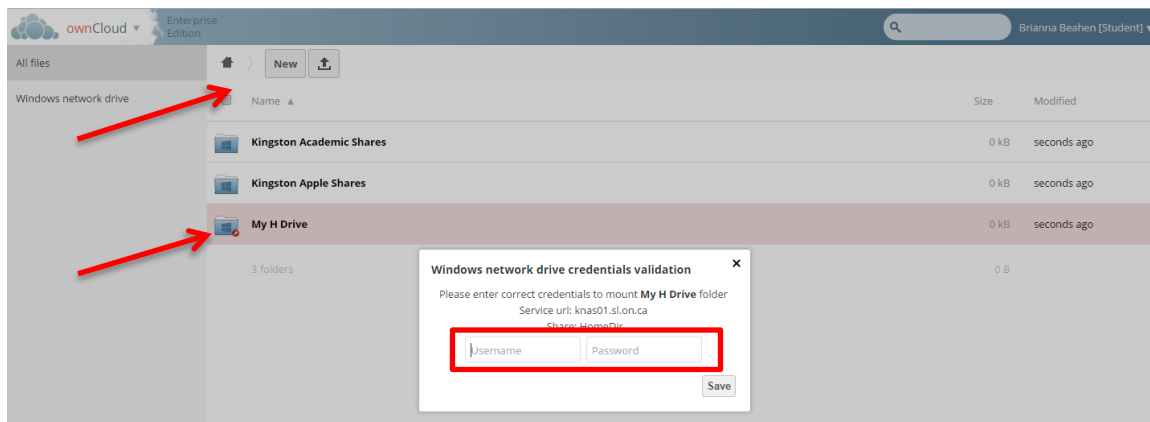 ownCloud ▾ Enterprise Edition Brianna Beahen [Student] ▾
All files New
Windows network drive Name ▲ Size Modified
Kingston Academic Shares 0 kB seconds ago
Kingston Apple Shares 0 kB seconds ago
My H Drive 0 kB seconds ago
3 folders 0 B
Windows network drive credentials validation ×
Please enter correct credentials to mount My H Drive folder
Service url: knas01.sl.on.ca
Share: HomeDir
Username Password
Save